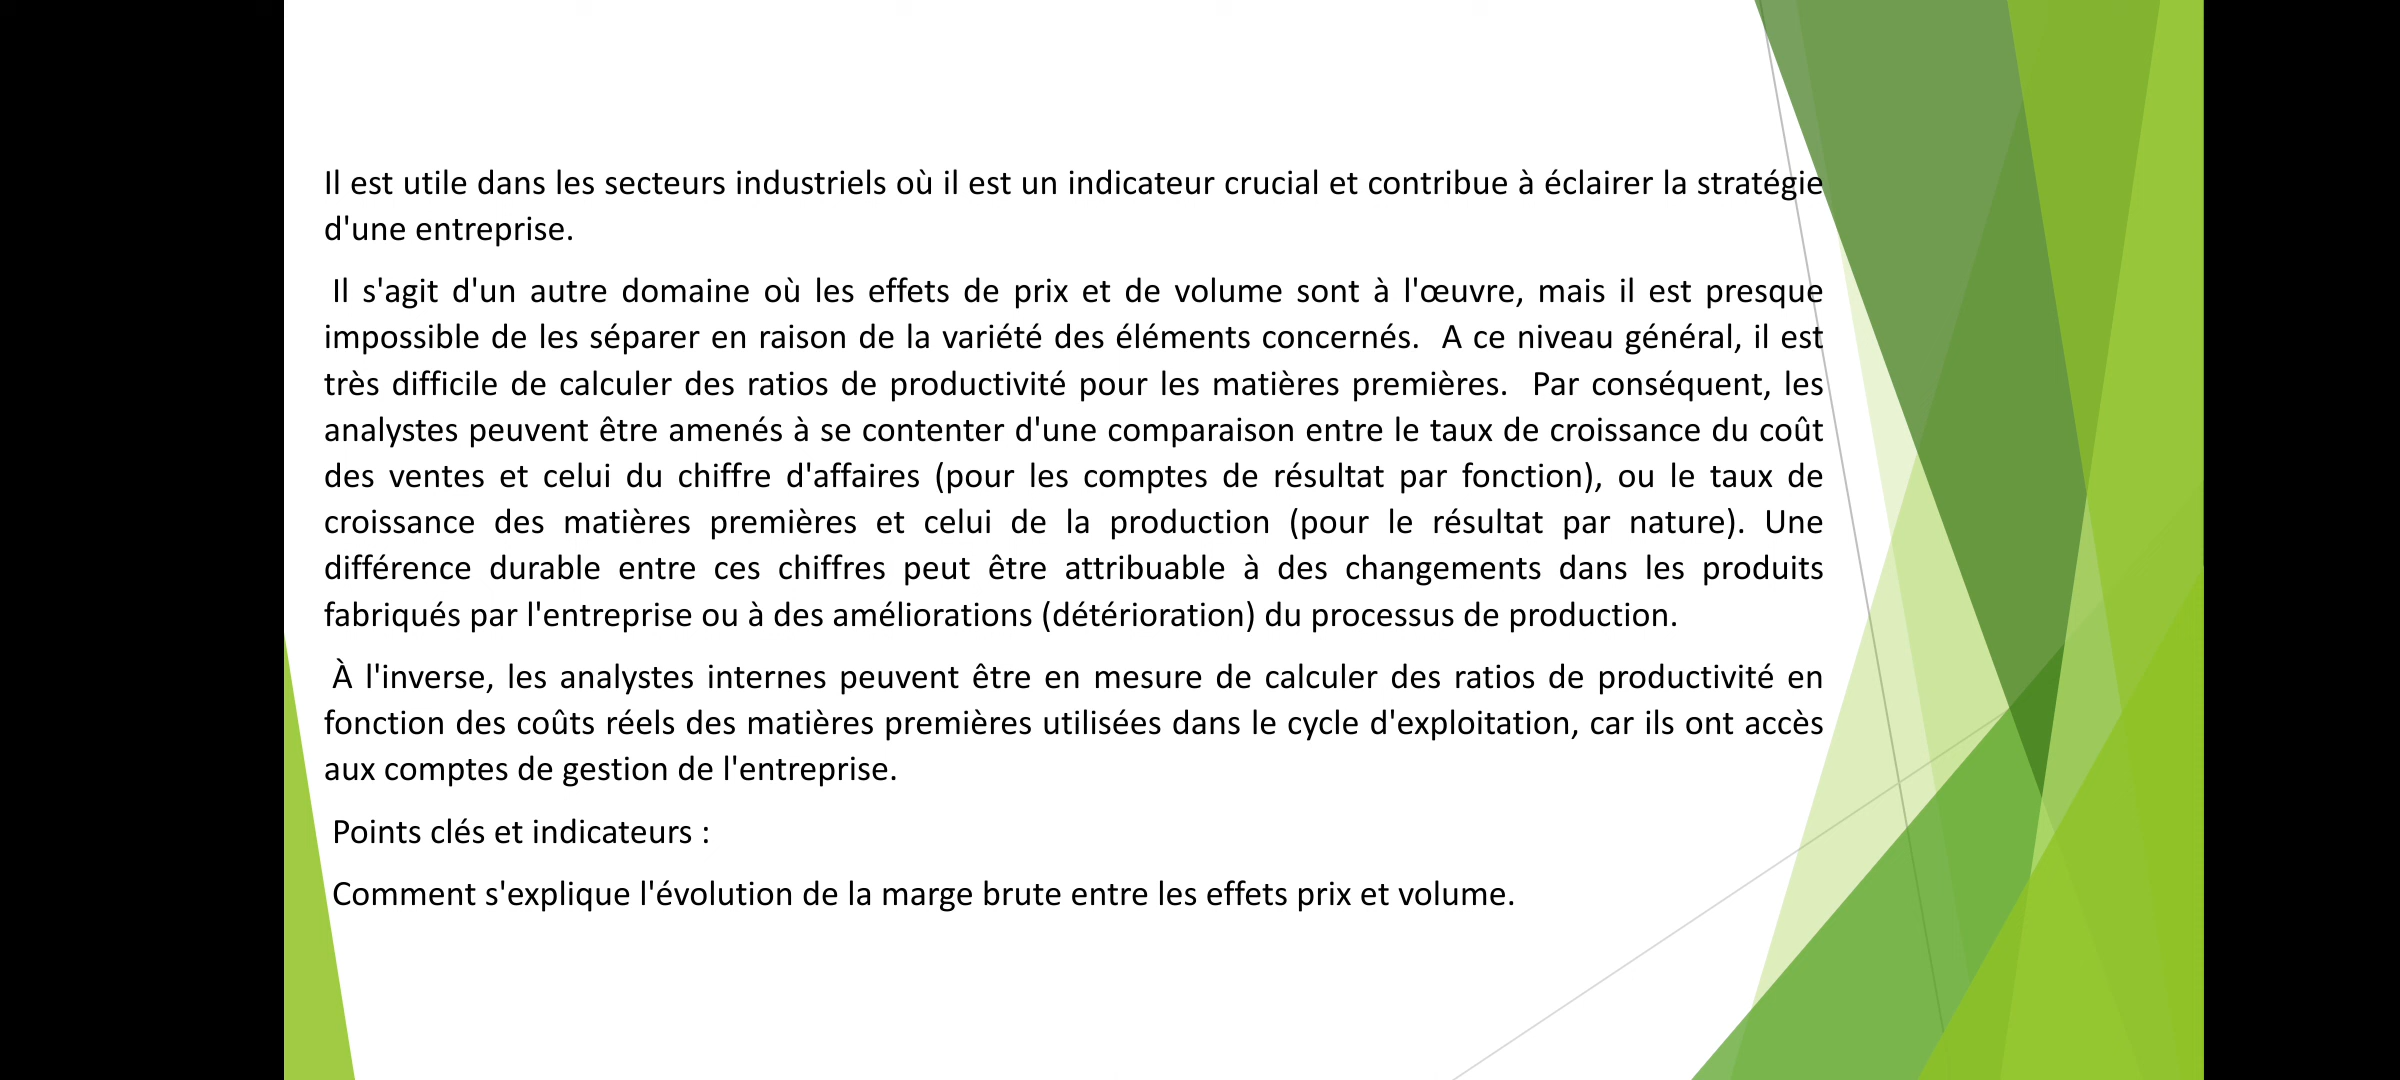 Il est utile dans les secteurs industriels où il est un indicateur crucial et contribue à éclairer la stratégie
d'une entreprise.
Il s'agit d'un autre domaine où les effets de prix et de volume sont à l'œuvre, mais il est presque
impossible de les séparer en raison de la variété des éléments concernés.  A ce niveau général, il est
très difficile de calculer des ratios de productivité pour les matières premières.  Par conséquent, les
analystes peuvent être amenés à se contenter d'une comparaison entre le taux de croissance du coût
des ventes et celui du chiffre d'affaires (pour les comptes de résultat par fonction), ou le taux de
croissance des matières premières et celui de la production (pour le résultat par nature). Une
différence durable entre ces chiffres peut être attribuable à des changements dans les produits
fabriqués par l'entreprise ou à des améliorations (détérioration) du processus de production.
À l'inverse, les analystes internes peuvent être en mesure de calculer des ratios de productivité en
fonction des coûts réels des matières premières utilisées dans le cycle d'exploitation, car ils ont accès
aux comptes de gestion de l'entreprise.
Points clés et indicateurs :
Comment s'explique l'évolution de la marge brute entre les effets prix et volume.